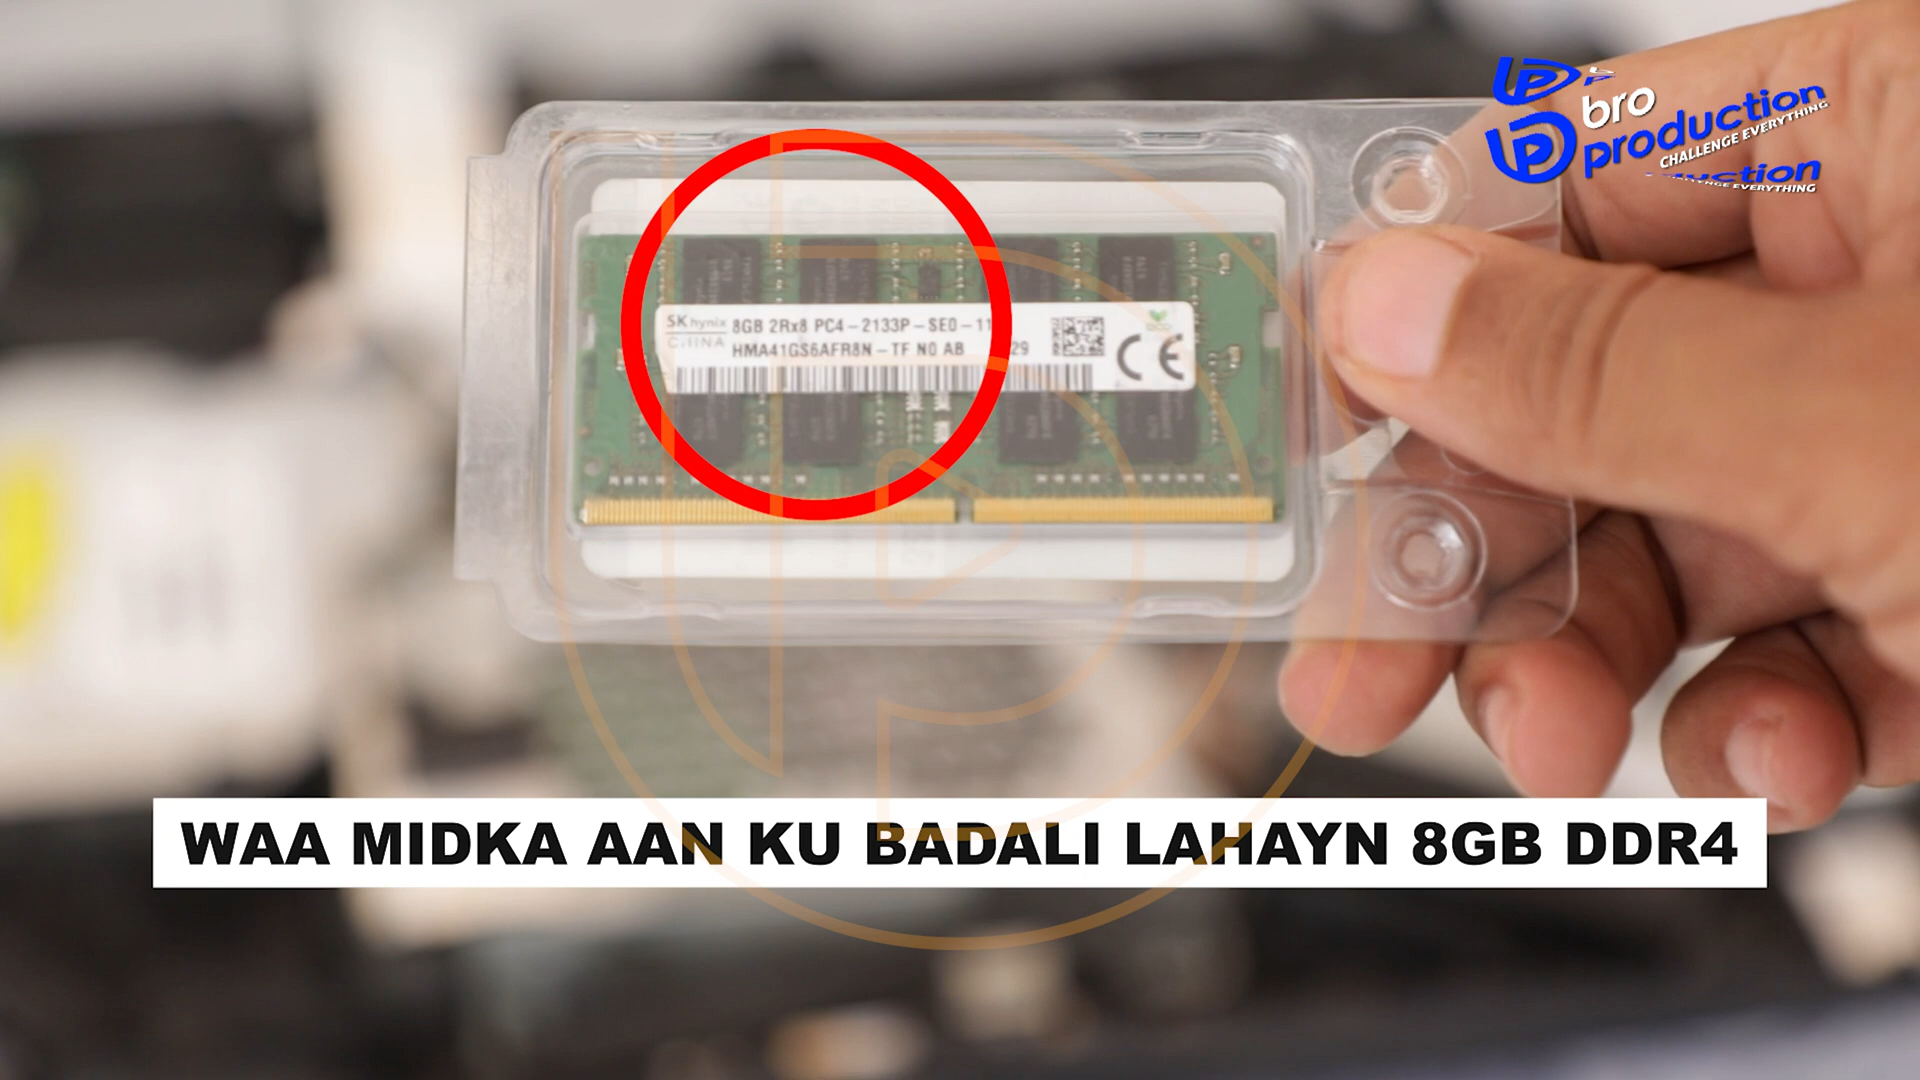 bro
production
CHALLENGE EVERYTHING
SK hynix 8GB 2Rx8 PC4-2133P-SE0-11
CHINA HMA41GS6AFR8N-TF N0 AB 29
CE
WAA MIDKA AAN KU BADALI LAHAYN 8GB DDR4